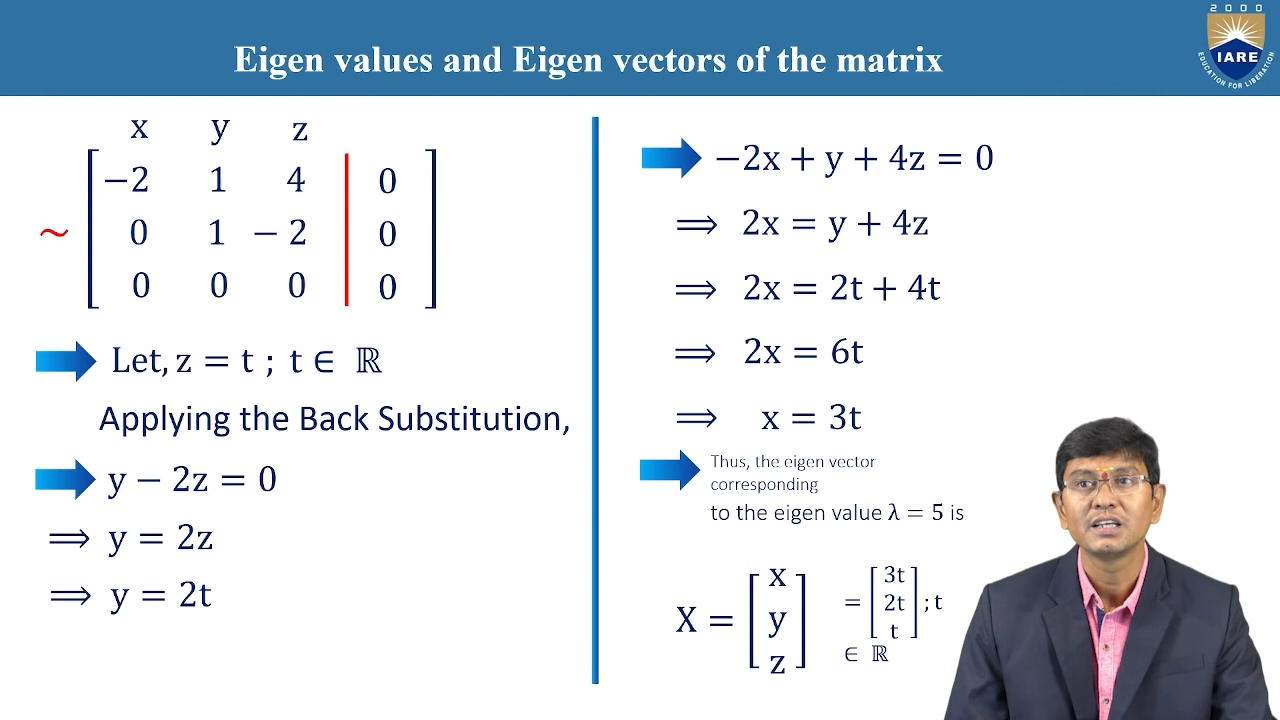 2000
IARE
EDUCATION FOR LIBERATION
Eigen values and Eigen vectors of the matrix
x y z
−2 1 4 | 0
∼ 0 1 −2 | 0
0 0 0 | 0
Let, z = t ; t ∈ ℝ
Applying the Back Substitution,
y − 2z = 0
⟹ y = 2z
⟹ y = 2t
−2x + y + 4z = 0
⟹ 2x = y + 4z
⟹ 2x = 2t + 4t
⟹ 2x = 6t
⟹ x = 3t
Thus, the eigen vector
corresponding
to the eigen value λ = 5 is
x 3t
X = y = 2t ; t
z t
∈ ℝ